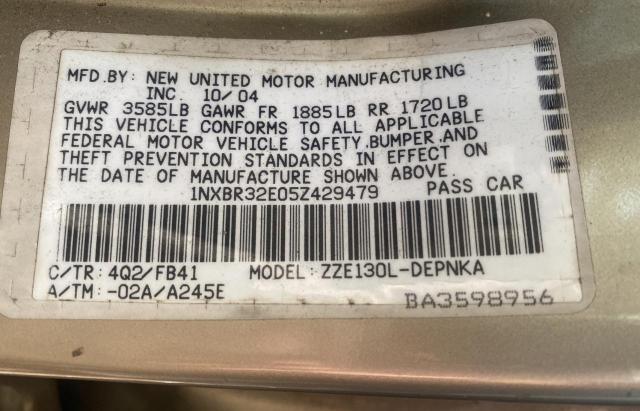 MFD.BY: NEW UNITED MOTOR MANUFACTURING
INC. 10/04
GVWR 3585LB GAWR FR 1885LB RR 1720LB
THIS VEHICLE CONFORMS TO ALL APPLICABLE
FEDERAL MOTOR VEHICLE SAFETY,BUMPER,AND
THEFT PREVENTION STANDARDS IN EFFECT ON
THE DATE OF MANUFACTURE SHOWN ABOVE.
1NXBR32E05Z429479 PASS CAR
C/TR: 4Q2/FB41 MODEL: ZZE130L-DEPNKA
A/TM: -02A/A245E
BA3598956